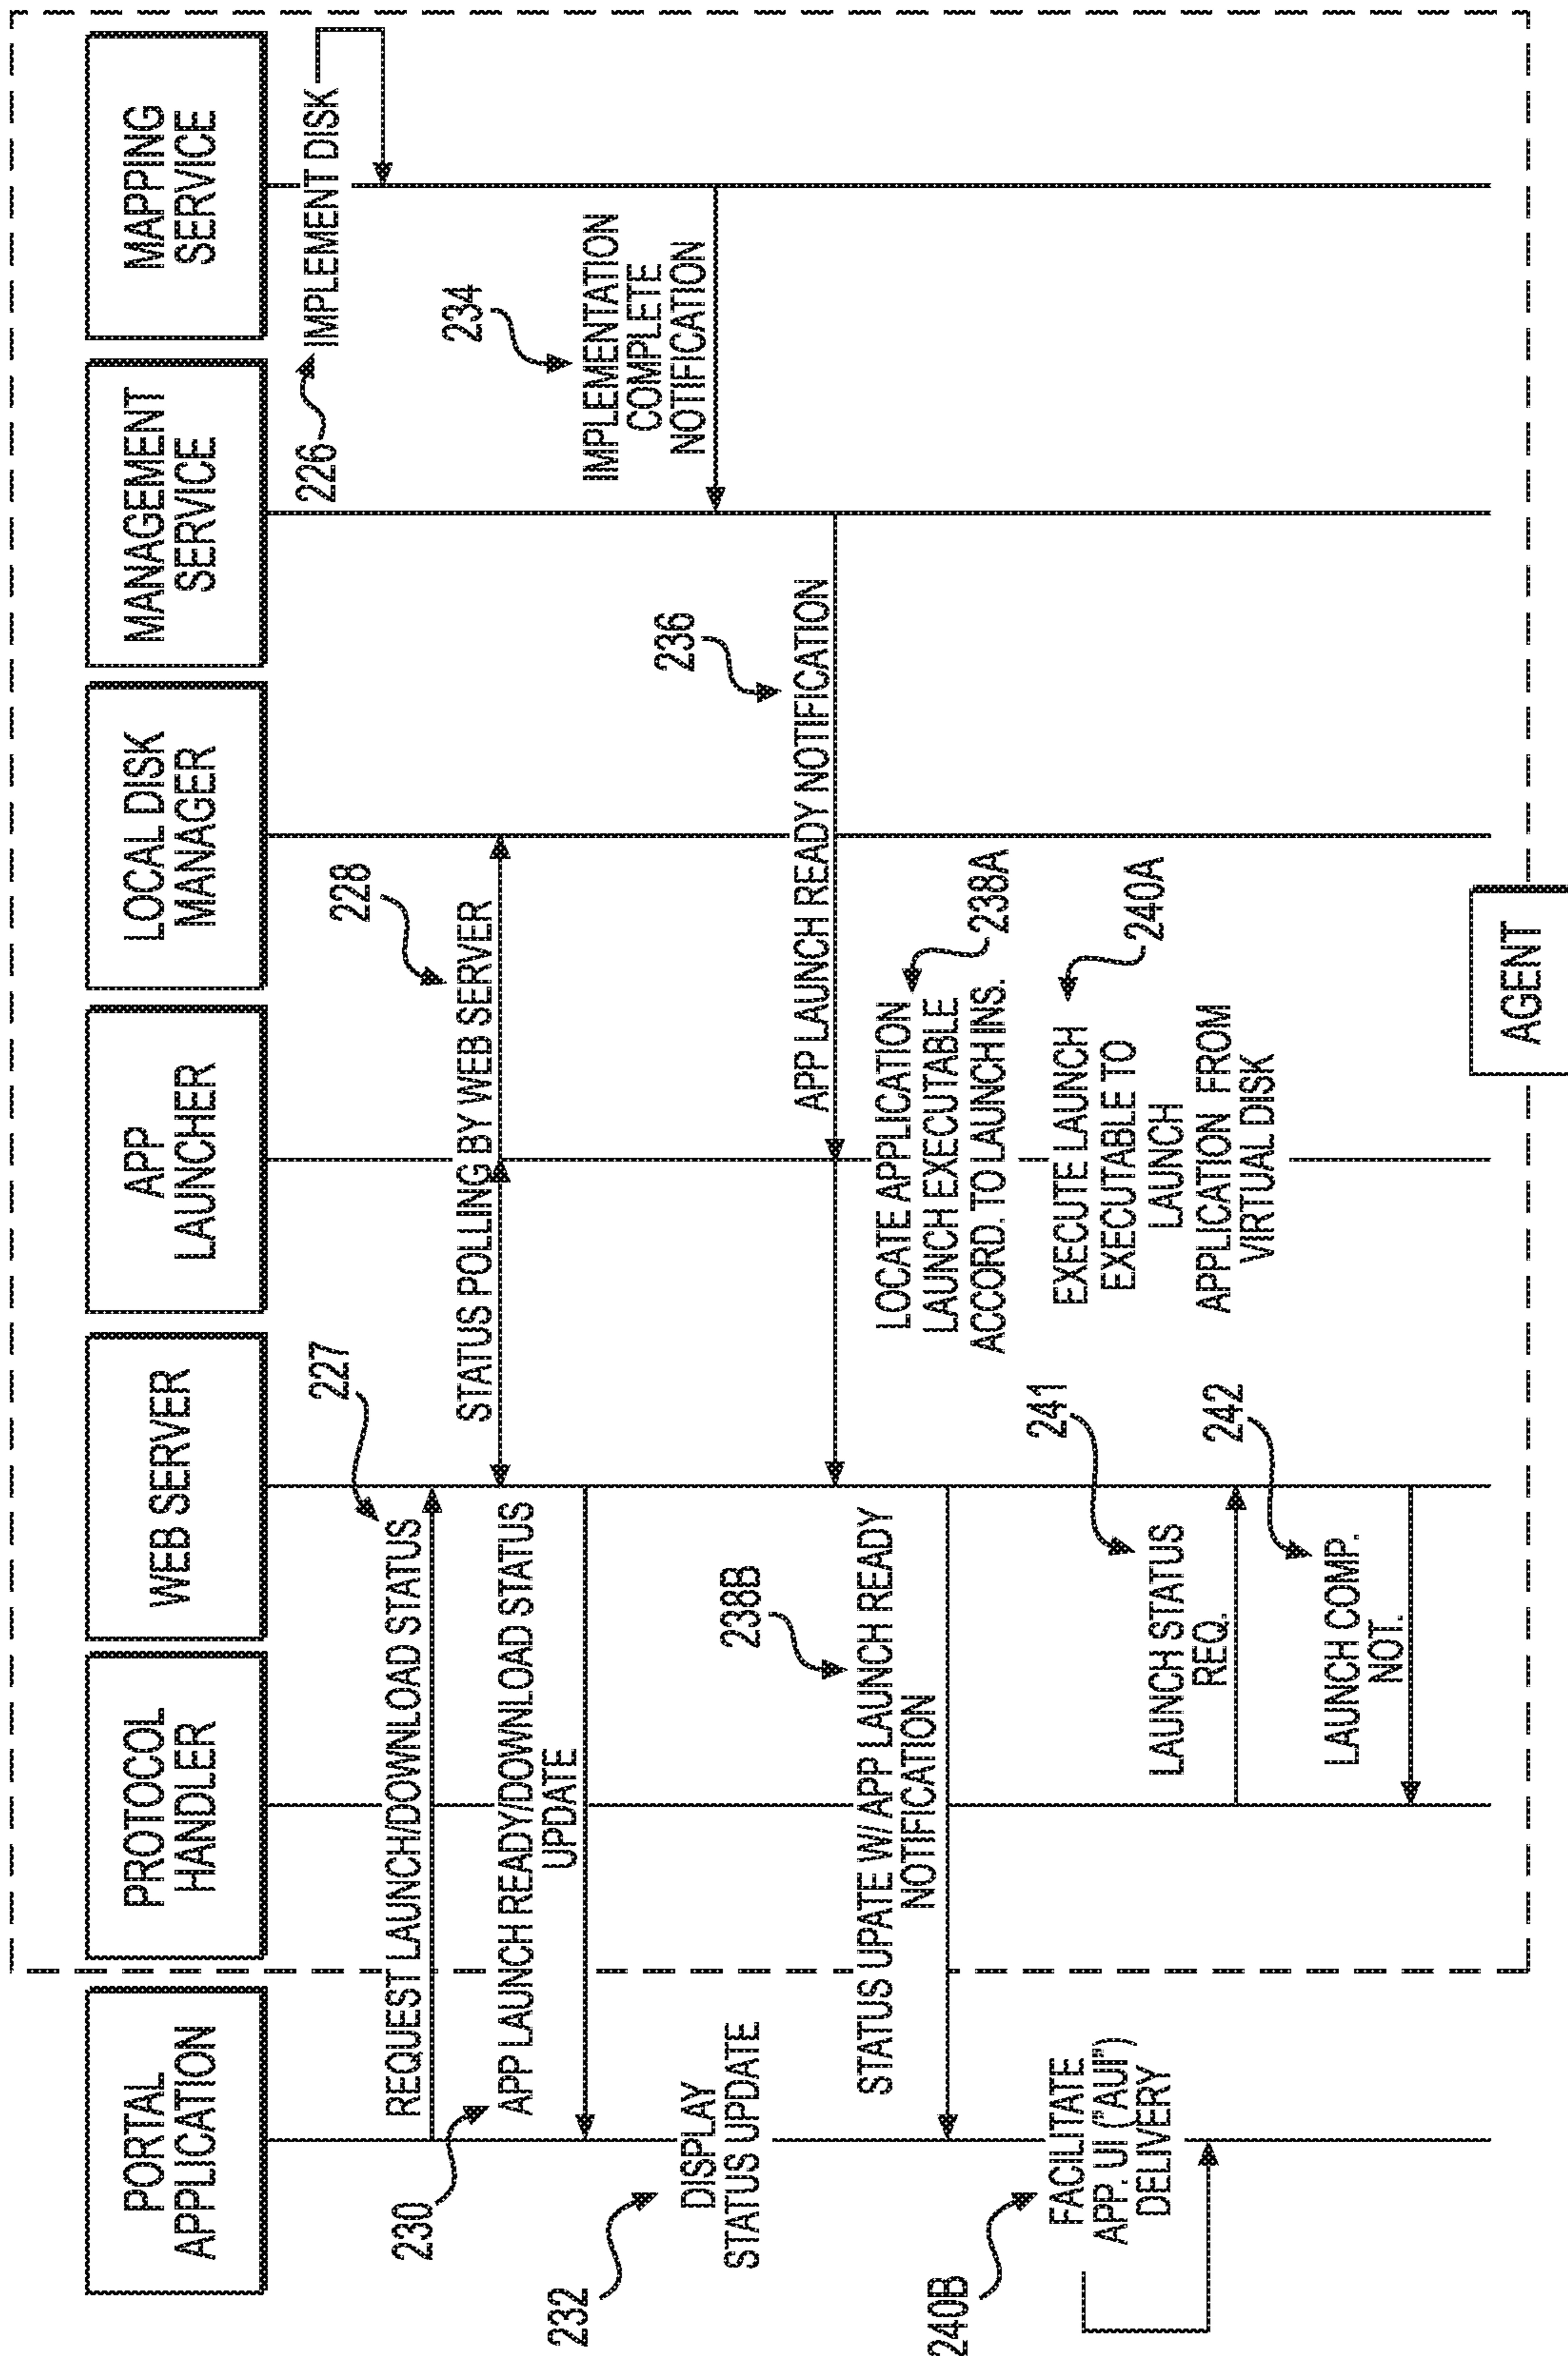 PORTAL
APPLICATION
PROTOCOL
HANDLER
WEB SERVER
APP
LAUNCHER
LOCAL DISK
MANAGER
MANAGEMENT
SERVICE
MAPPING
SERVICE
226
IMPLEMENT DISK
227
REQUEST LAUNCH/DOWNLOAD STATUS
228
STATUS POLLING BY WEB SERVER
230
APP LAUNCH READY/DOWNLOAD STATUS
UPDATE
232
DISPLAY
STATUS UPDATE
234
IMPLEMENTATION
COMPLETE
NOTIFICATION
236
APP LAUNCH READY NOTIFICATION
238B
STATUS UPATE W/ APP LAUNCH READY
NOTIFICATION
238A
LOCATE APPLICATION
LAUNCH EXECUTABLE
ACCORD. TO LAUNCH INS.
240B
FACILITATE
APP. UI ("AUI")
DELIVERY
240A
EXECUTE LAUNCH
EXECUTABLE TO
LAUNCH
APPLICATION FROM
VIRTUAL DISK
241
LAUNCH STATUS
REQ.
242
LAUNCH COMP.
NOT.
AGENT